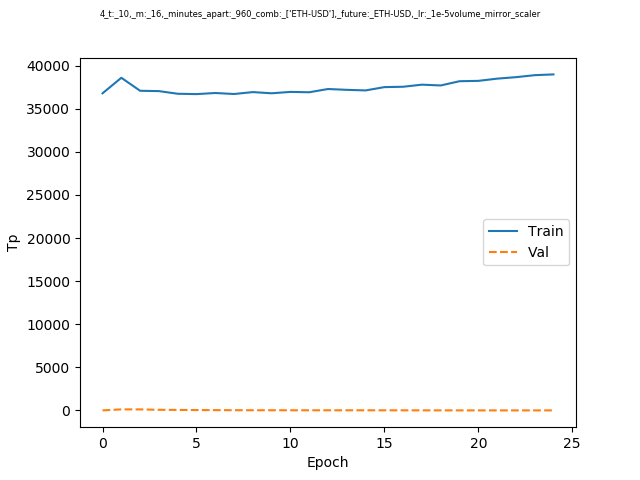 4_t:_10,_m:_16,_minutes_apart:_960_comb:_['ETH-USD'],_future:_ETH-USD,_lr:_1e-5volume_mirror_scaler
40000
35000
30000
25000
20000
15000
10000
5000
0
Tp
Train
Val
0 5 10 15 20 25
Epoch